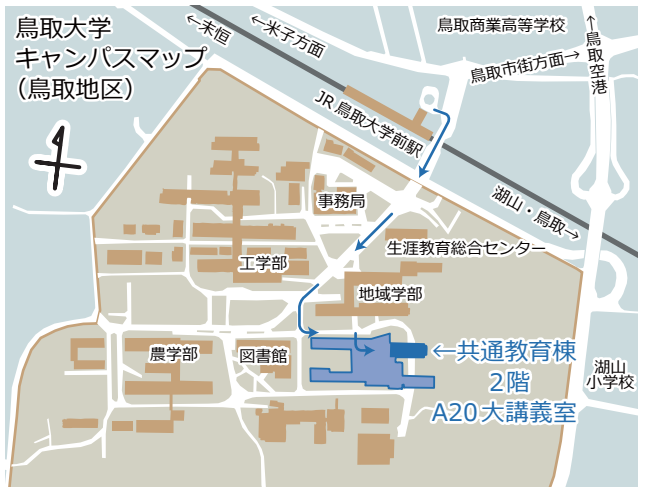 鳥取大学
キャンパスマップ
（鳥取地区）
←末恒
←米子方面
鳥取商業高等学校
←鳥取空港
鳥取市街方面→
JR 鳥取大学前駅
湖山・鳥取→
事務局
生涯教育総合センター
工学部
地域学部
農学部
図書館
←共通教育棟
2階
A20大講義室
湖山
小学校